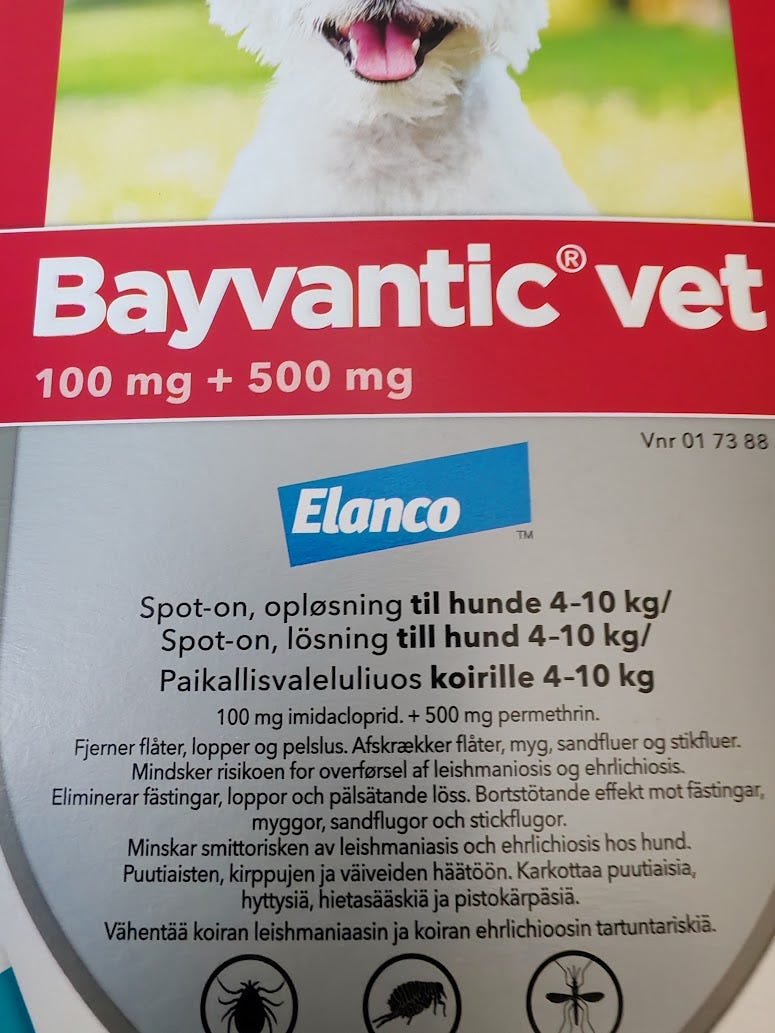 Bayvantic® vet
100 mg + 500 mg
Vnr 01 73 88
Elanco
TM
Spot-on, opløsning til hunde 4-10 kg/
Spot-on, lösning till hund 4-10 kg/
Paikallisvaleluliuos koirille 4-10 kg
100 mg imidacloprid. + 500 mg permethrin.
Fjerner flåter, lopper og pelslus. Afskrækker flåter, myg, sandfluer og stikfluer.
Mindsker risikoen for overførsel af leishmaniosis og ehrlichiosis.
Eliminerar fästingar, loppor och pälsätande löss. Bortstötande effekt mot fästingar,
myggor, sandflugor och stickflugor.
Minskar smittorisken av leishmaniasis och ehrlichiosis hos hund.
Puutiaisten, kirppujen ja väiveiden häätöön. Karkottaa puutiaisia,
hyttysiä, hietasääskiä ja pistokärpäsiä.
Vähentää koiran leishmaniaasin ja koiran ehrlichioosin tartuntariskiä.